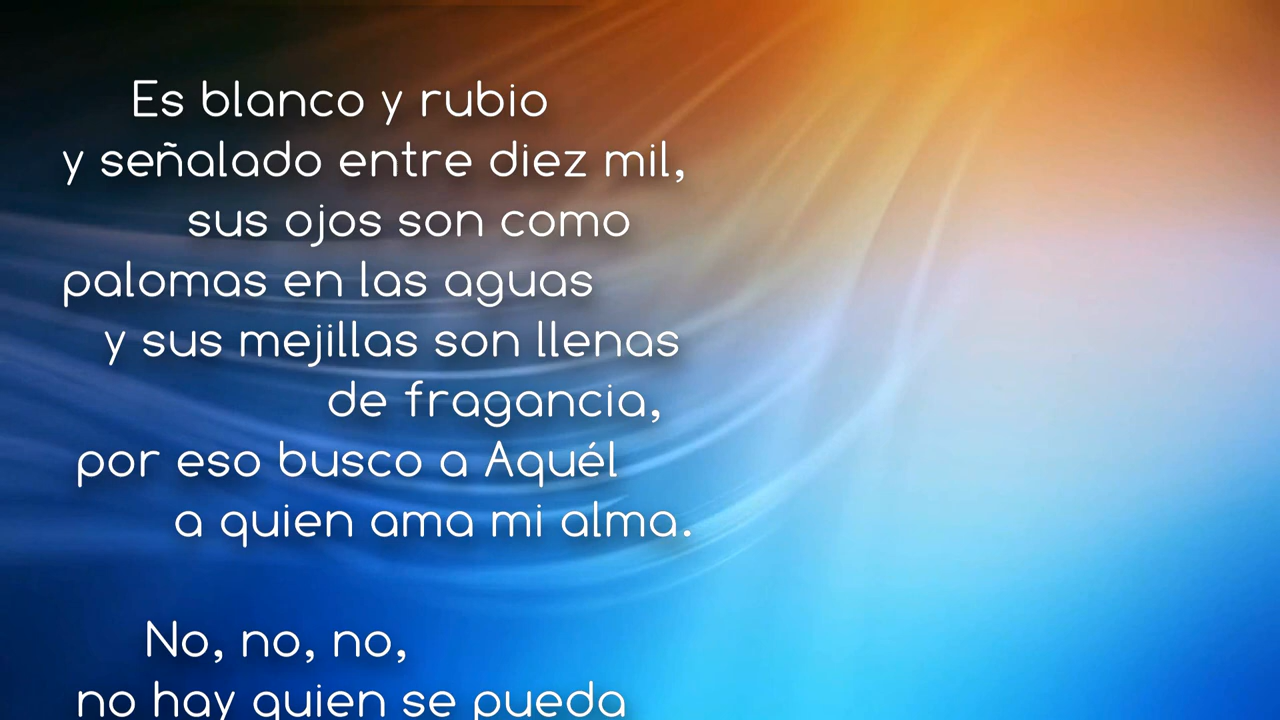 Es blanco y rubio
y señalado entre diez mil,
sus ojos son como
palomas en las aguas
y sus mejillas son llenas
de fragancia,
por eso busco a Aquél
a quien ama mi alma.
No, no, no,
no hay quien se pueda